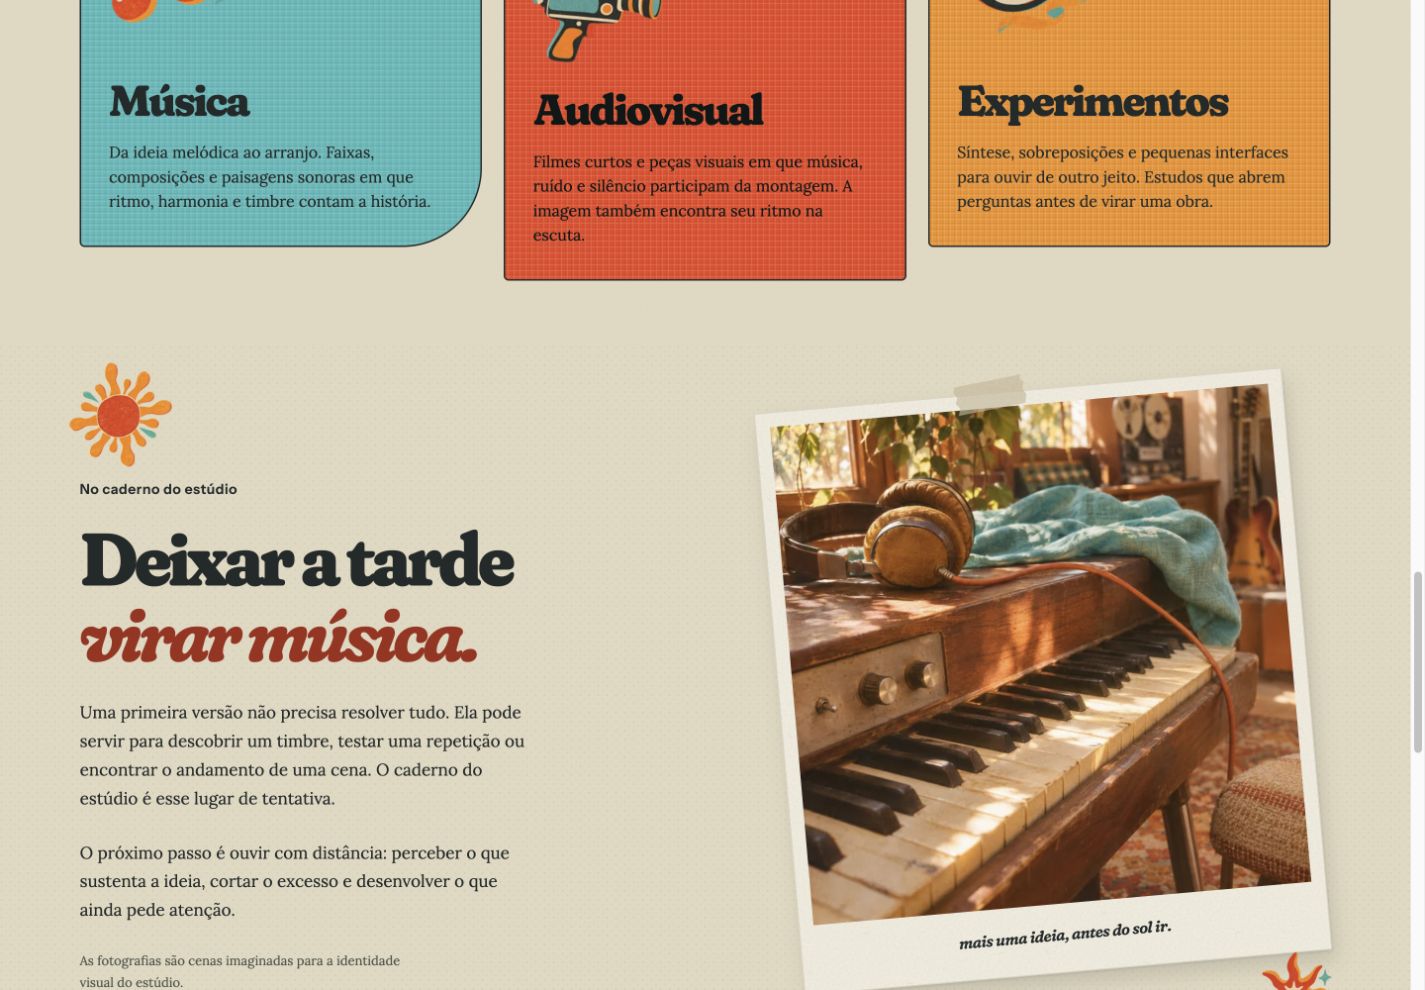 Música
Da ideia melódica ao arranjo. Faixas,
composições e paisagens sonoras em que
ritmo, harmonia e timbre contam a história.
Audiovisual
Filmes curtos e peças visuais em que música,
ruído e silêncio participam da montagem. A
imagem também encontra seu ritmo na
escuta.
Experimentos
Síntese, sobreposições e pequenas interfaces
para ouvir de outro jeito. Estudos que abrem
perguntas antes de virar uma obra.
No caderno do estúdio
Deixar a tarde
virar música.
Uma primeira versão não precisa resolver tudo. Ela pode
servir para descobrir um timbre, testar uma repetição ou
encontrar o andamento de uma cena. O caderno do
estúdio é esse lugar de tentativa.
O próximo passo é ouvir com distância: perceber o que
sustenta a ideia, cortar o excesso e desenvolver o que
ainda pede atenção.
As fotografias são cenas imaginadas para a identidade
visual do estúdio.
mais uma ideia, antes do sol ir.